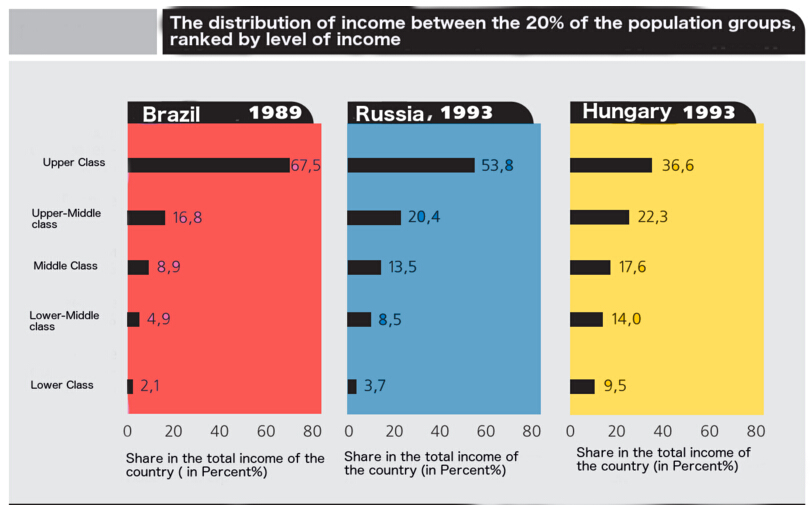 The distribution of income between the 20% of the population groups,
ranked by level of income
Brazil 1989
Russia, 1993
Hungary 1993
Upper Class
67,5
53,8
36,6
Upper-Middle
class
16,8
20,4
22,3
Middle Class
8,9
13,5
17,6
Lower-Middle
class
4,9
8,5
14,0
Lower Class
2,1
3,7
9,5
0 20 40 60 80
0 20 40 60 80
0 20 40 60 80
Share in the total income of the
country ( in Percent%)
Share in the total income of
the country (in Percent%)
Share in the total income of
the country (in Percent%)